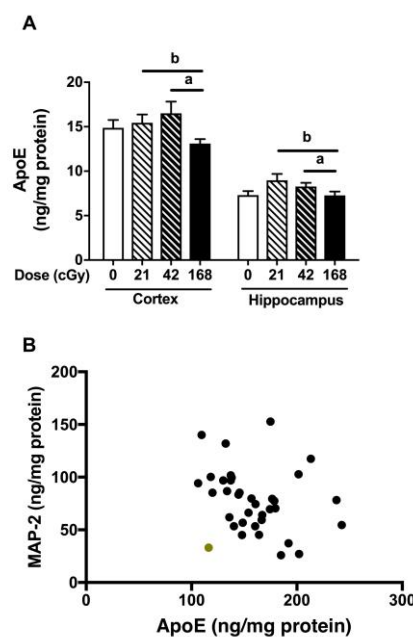 A
b
a
b
a
20
15
10
5
0
ApoE
(ng/mg protein)
Dose (cGy) 0 21 42 168 0 21 42 168
Cortex Hippocampus
B
200
150
100
50
0
MAP-2 (ng/mg protein)
0 100 200 300
ApoE (ng/mg protein)